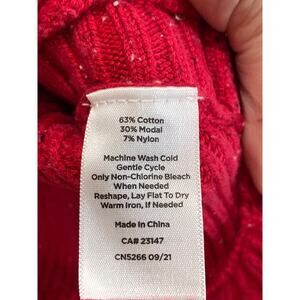 63% Cotton
30% Modal
7% Nylon
Machine Wash Cold
Gentle Cycle
Only Non-Chlorine Bleach
When Needed
Reshape, Lay Flat To Dry
Warm Iron, If Needed
Made in China
CA# 23147
CN5266 09/21